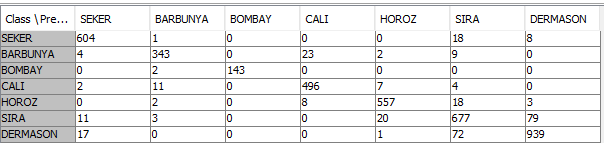 Class \ Pre... SEKER BARBUNYA BOMBAY CALI HOROZ SIRA DERMASON
SEKER 604 1 0 0 0 18 8
BARBUNYA 4 343 0 23 2 9 0
BOMBAY 0 2 143 0 0 0 0
CALI 2 11 0 496 7 4 0
HOROZ 0 2 0 8 557 18 3
SIRA 11 3 0 0 20 677 79
DERMASON 17 0 0 0 1 72 939